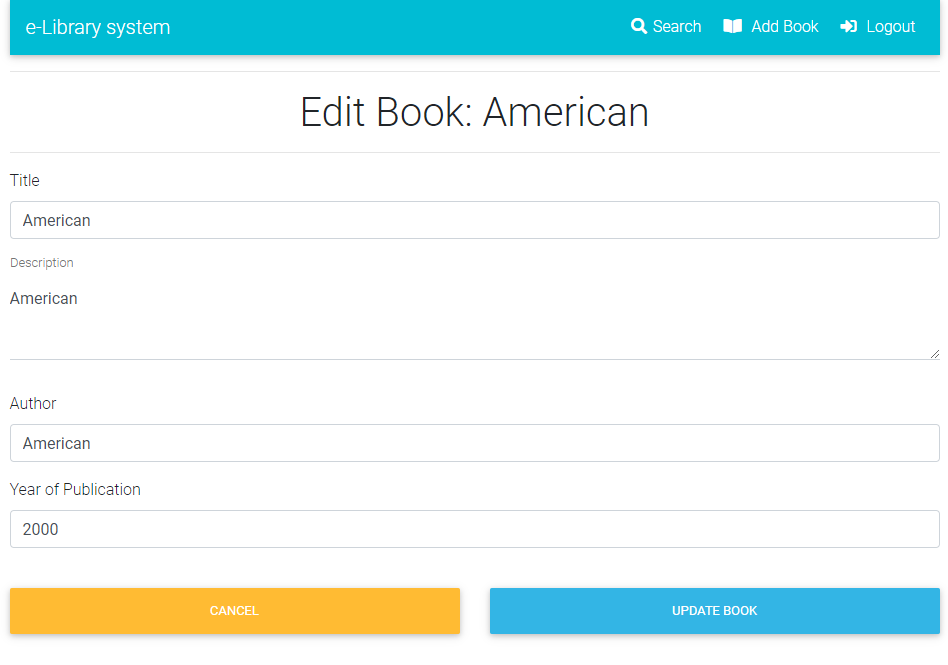 e-Library system Search Add Book Logout
Edit Book: American
Title
American
Description
American
Author
American
Year of Publication
2000
CANCEL UPDATE BOOK